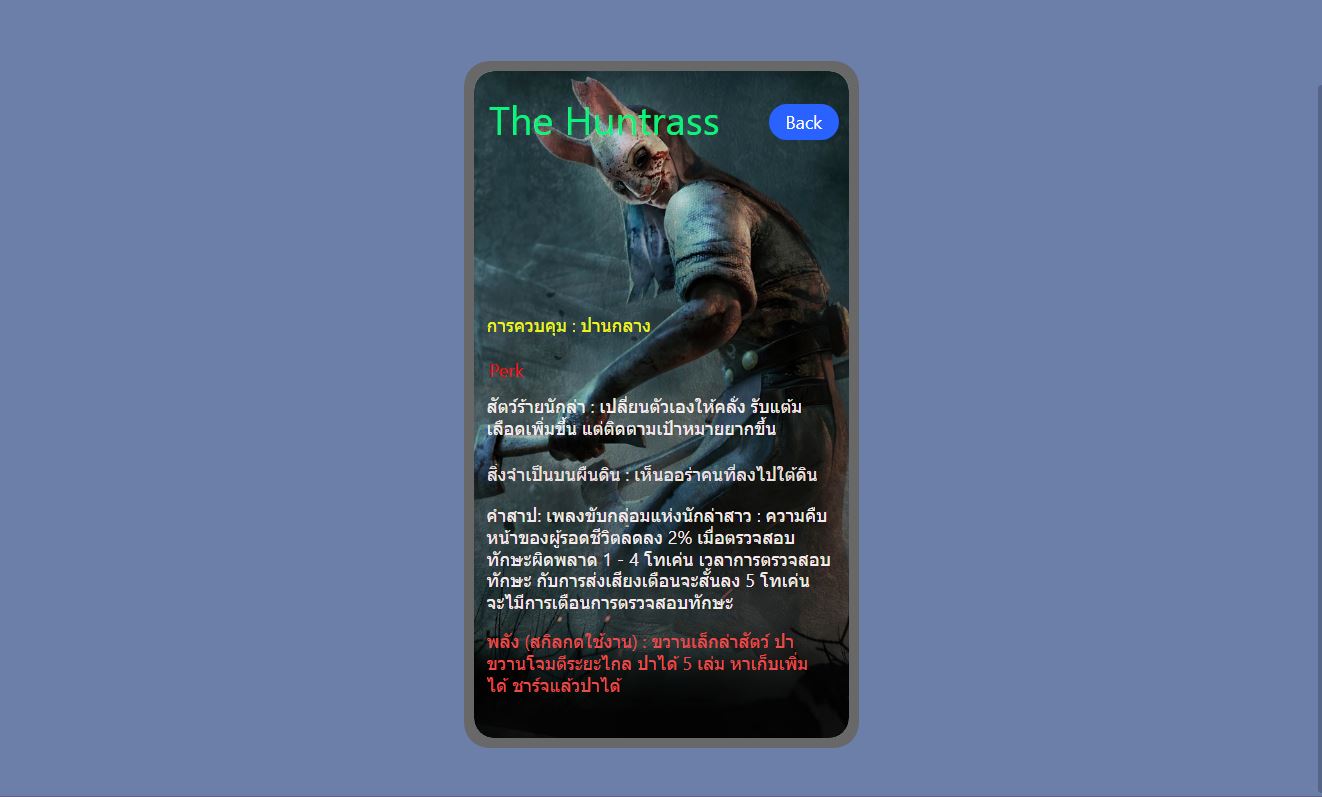 The Huntrass
Back
การควบคุม : ปานกลาง
Perk
สัตว์ร้ายนักล่า : เปลี่ยนตัวเองให้คลั่ง รับแต้ม
เลือดเพิ่มขึ้น แต่ติดตามเป้าหมายยากขึ้น
สิ่งจำเป็นบนผืนดิน : เห็นออร่าคนที่ลงไปใต้ดิน
คำสาป: เพลงขับกล่อมแห่งนักล่าสาว : ความคืบ
หน้าของผู้รอดชีวิตลดลง 2% เมื่อตรวจสอบ
ทักษะผิดพลาด 1 - 4 โทเค่น เวลาการตรวจสอบ
ทักษะ กับการส่งเสียงเตือนจะสั้นลง 5 โทเค่น
จะไม่มีการเตือนการตรวจสอบทักษะ
พลัง (สกิลกดใช้งาน) : ขวานเล็กล่าสัตว์ ปา
ขวานโจมตีระยะไกล ปาได้ 5 เล่ม หาเก็บเพิ่ม
ได้ ชาร์จแล้วปาได้